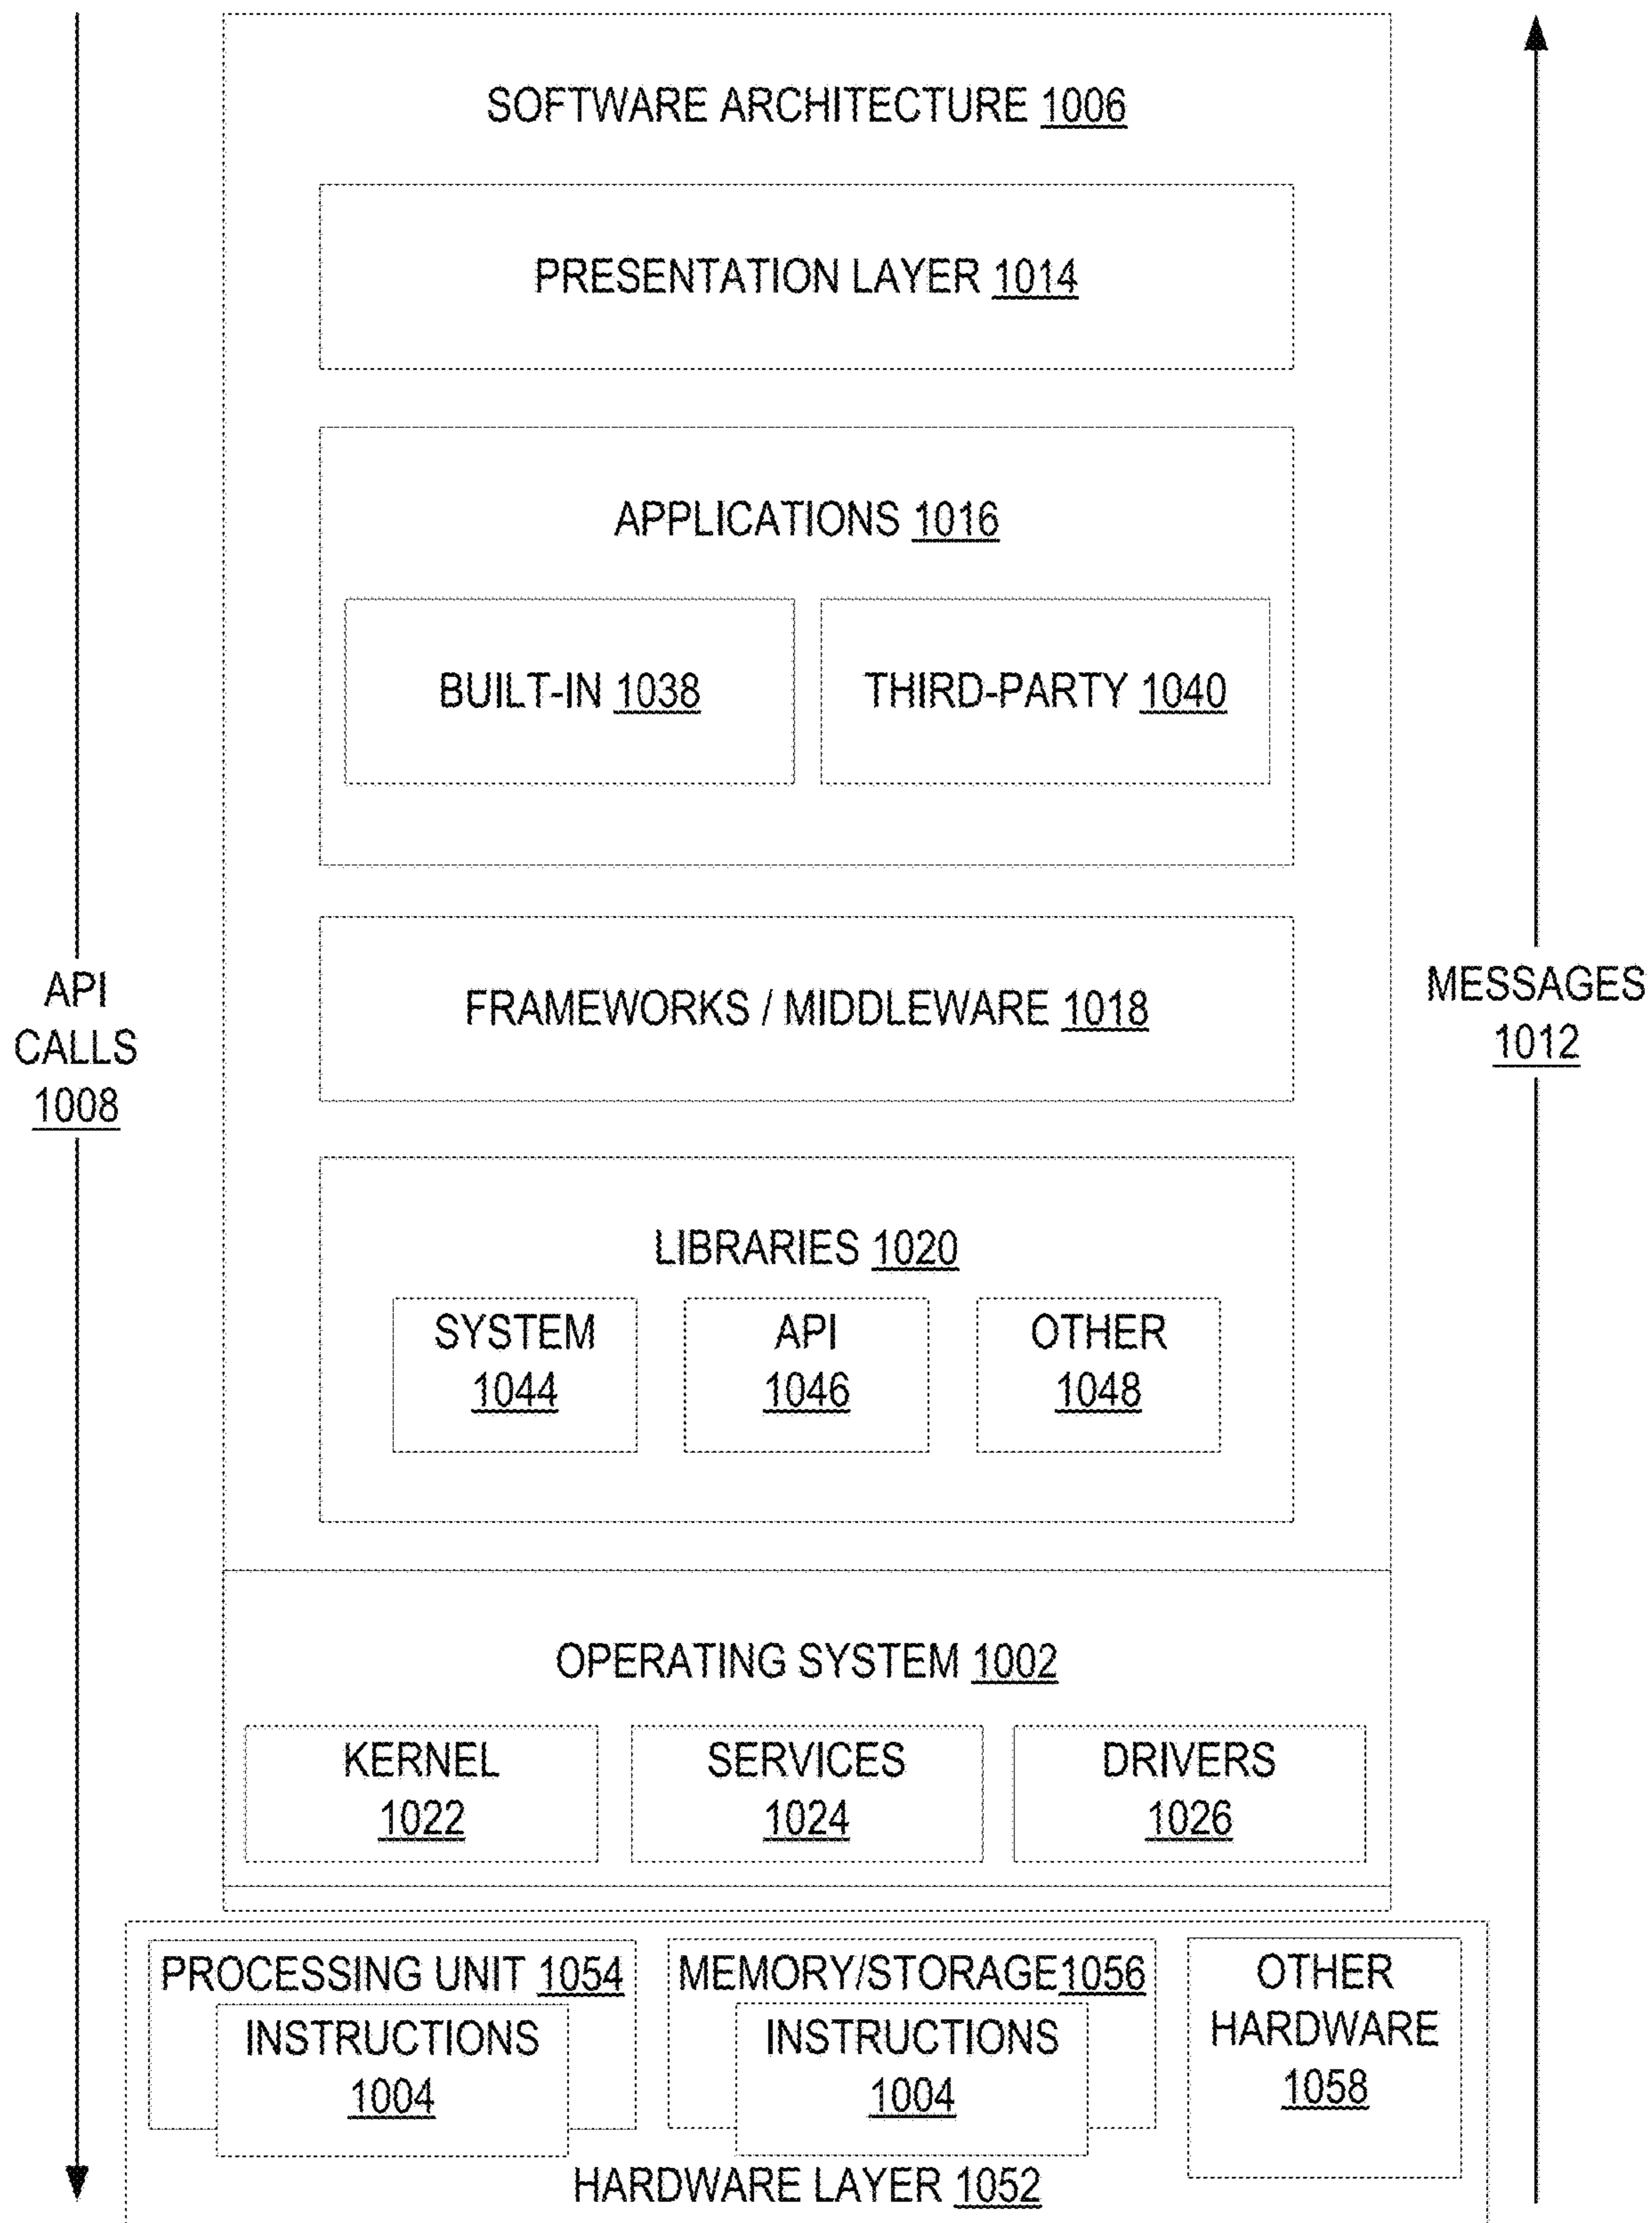 SOFTWARE ARCHITECTURE 1006
PRESENTATION LAYER 1014
APPLICATIONS 1016
BUILT-IN 1038
THIRD-PARTY 1040
API
CALLS
1008
MESSAGES
1012
FRAMEWORKS / MIDDLEWARE 1018
LIBRARIES 1020
SYSTEM
1044
API
1046
OTHER
1048
OPERATING SYSTEM 1002
KERNEL
1022
SERVICES
1024
DRIVERS
1026
PROCESSING UNIT 1054
INSTRUCTIONS
1004
MEMORY/STORAGE1056
INSTRUCTIONS
1004
OTHER
HARDWARE
1058
HARDWARE LAYER 1052